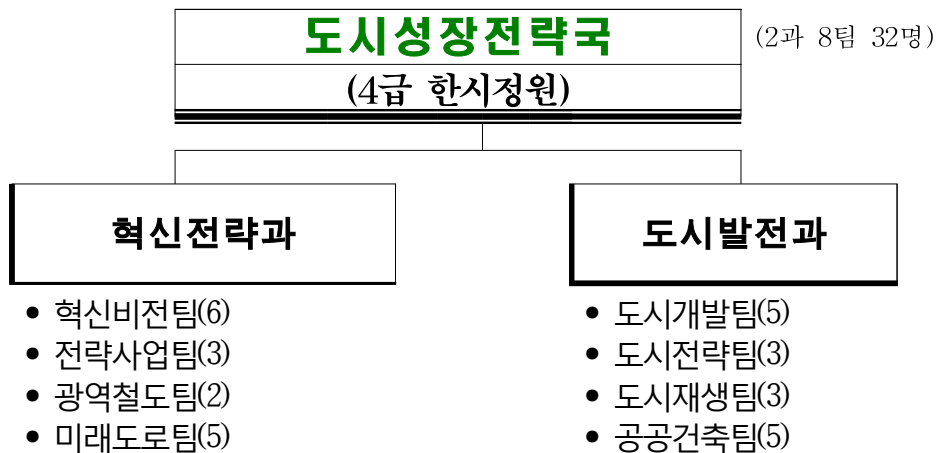 도시성장전략국
(2과 8팀 32명)
(4급 한시정원)
혁신전략과
• 혁신비전팀(6)
• 전략사업팀(3)
• 광역철도팀(2)
• 미래도로팀(5)
도시발전과
• 도시개발팀(5)
• 도시전략팀(3)
• 도시재생팀(3)
• 공공건축팀(5)